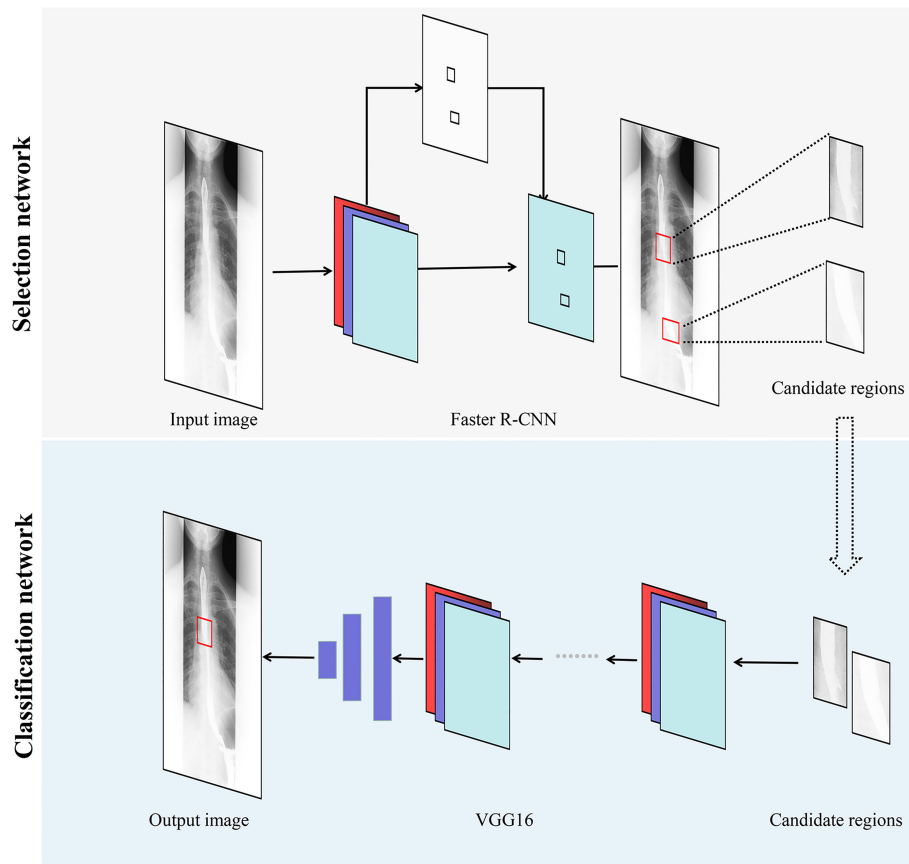 Selection network
Input image
Faster R-CNN
Candidate regions
Classification network
Output image
VGG16
Candidate regions